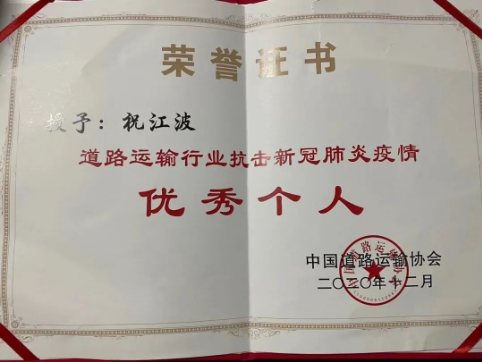 荣誉证书
授予：祝江波
道路运输行业抗击新冠肺炎疫情
优秀个人
中国道路运输协会
二〇二〇年十二月